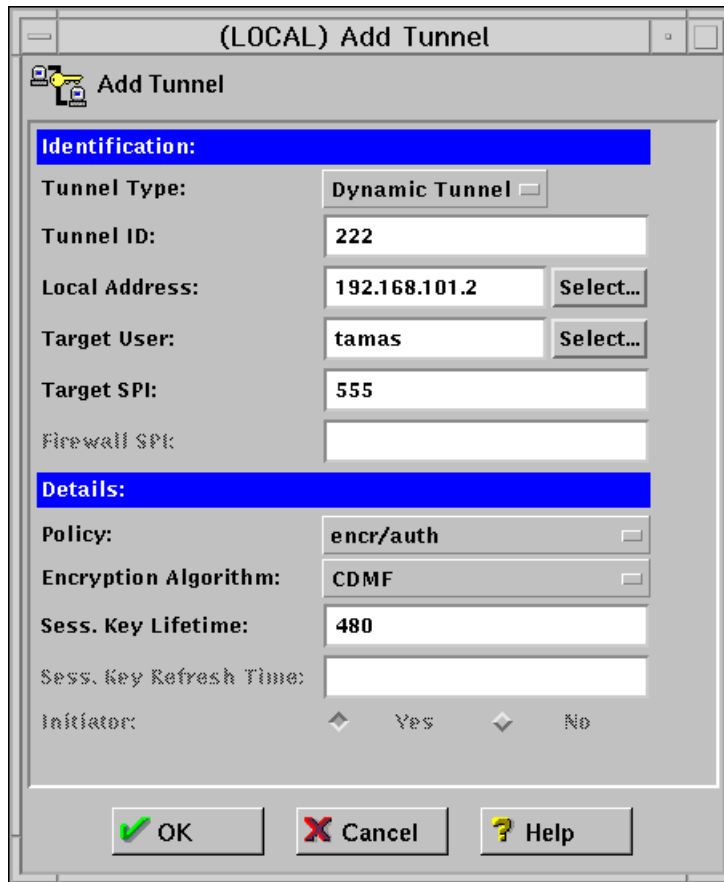 (LOCAL) Add Tunnel
Add Tunnel
Identification:
Tunnel Type: Dynamic Tunnel
Tunnel ID: 222
Local Address: 192.168.101.2 Select...
Target User: tamas Select...
Target SPI: 555
Firewall SPI:
Details:
Policy: encr/auth
Encryption Algorithm: CDMF
Sess. Key Lifetime: 480
Sess. Key Refresh Time:
Initiator: Yes No
OK Cancel Help